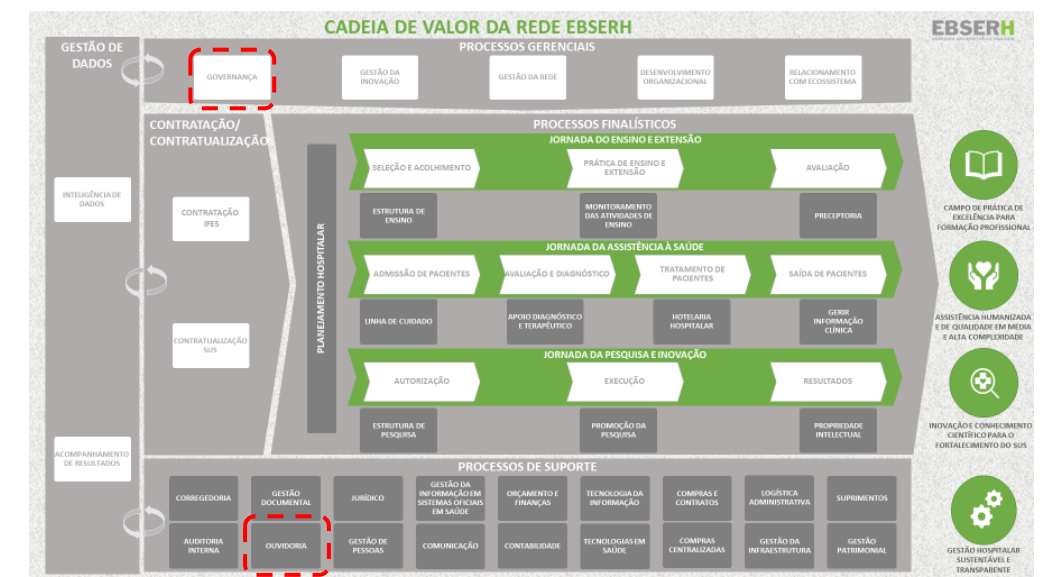 CADEIA DE VALOR DA REDE EBSERH
EBSERH
GESTÃO DE
DADOS
INTELIGÊNCIA DE
DADOS
ACOMPANHAMENTO
DE RESULTADOS
PROCESSOS GERENCIAIS
GOVERNANÇA
GESTÃO DA
INOVAÇÃO
GESTÃO DA REDE
DESENVOLVIMENTO
ORGANIZACIONAL
RELACIONAMENTO
COM ECOSSISTEMA
CONTRATAÇÃO/
CONTRATUALIZAÇÃO
CONTRATAÇÃO
IFES
CONTRATUALIZAÇÃO
SUS
PROCESSOS FINALÍSTICOS
PLANEJAMENTO HOSPITALAR
JORNADA DO ENSINO E EXTENSÃO
SELEÇÃO E ACOLHIMENTO
PRÁTICA DE ENSINO E
EXTENSÃO
AVALIAÇÃO
ESTRUTURA DE
ENSINO
MONITORAMENTO
DAS ATIVIDADES DE
ENSINO
PRECEPTORIA
JORNADA DA ASSISTÊNCIA À SAÚDE
ADMISSÃO DE PACIENTES
AVALIAÇÃO E DIAGNÓSTICO
TRATAMENTO DE
PACIENTES
SAÍDA DE PACIENTES
LINHA DE CUIDADO
APOIO DIAGNÓSTICO
E TERAPÊUTICO
HOTELARIA
HOSPITALAR
GERIR
INFORMAÇÃO
CLÍNICA
JORNADA DA PESQUISA E INOVAÇÃO
AUTORIZAÇÃO
EXECUÇÃO
RESULTADOS
ESTRUTURA DE
PESQUISA
PROMOÇÃO DA
PESQUISA
PROPRIEDADE
INTELECTUAL
PROCESSOS DE SUPORTE
CORREGEDORIA
GESTÃO
DOCUMENTAL
JURÍDICO
GESTÃO DA
INFORMAÇÃO EM
SISTEMAS OFICIAIS
EM SAÚDE
ORÇAMENTO E
FINANÇAS
TECNOLOGIA DA
INFORMAÇÃO
COMPRAS E
CONTRATOS
LOGÍSTICA
ADMINISTRATIVA
SUPRIMENTOS
AUDITORIA
INTERNA
OUVIDORIA
GESTÃO DE
PESSOAS
COMUNICAÇÃO
CONTABILIDADE
TECNOLOGIAS EM
SAÚDE
COMPRAS
CENTRALIZADAS
GESTÃO DA
INFRAESTRUTURA
GESTÃO
PATRIMONIAL
CAMPO DE PRÁTICA DE
EXCELÊNCIA PARA
FORMAÇÃO PROFISSIONAL
ASSISTÊNCIA HUMANIZADA
E DE QUALIDADE EM MÉDIA
E ALTA COMPLEXIDADE
INOVAÇÃO E CONHECIMENTO
CIENTÍFICO PARA O
FORTALECIMENTO DO SUS
GESTÃO HOSPITALAR
SUSTENTÁVEL E
TRANSPARENTE